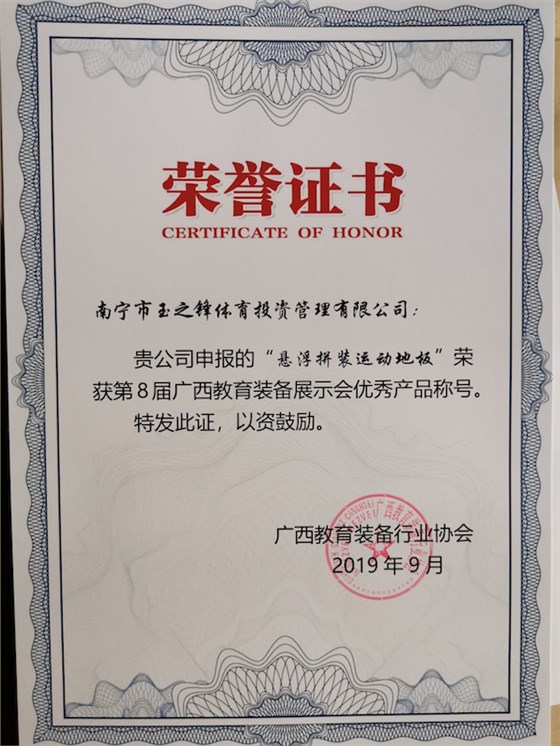 荣誉证书
CERTIFICATE OF HONOR
南宁市玉之锋体育投资管理有限公司：
贵公司申报的“悬浮拼装运动地板”荣
获第8届广西教育装备展示会优秀产品称号。
特发此证，以资鼓励。
广西教育装备行业协会
2019年9月